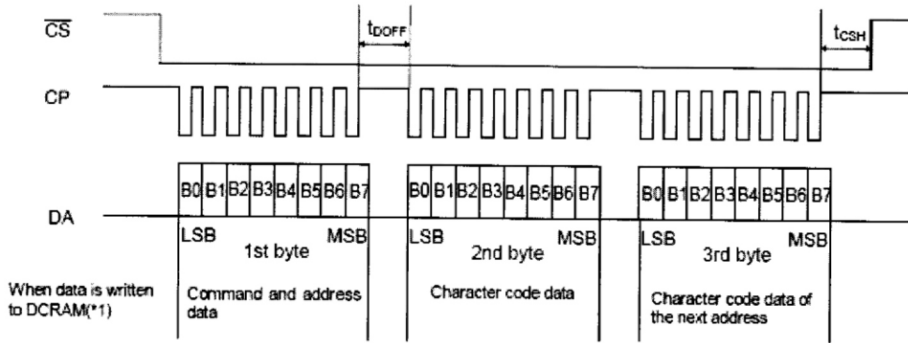 CS
tDOFF
tCSH
CP
B0 B1 B2 B3 B4 B5 B6 B7
B0 B1 B2 B3 B4 B5 B6 B7
B0 B1 B2 B3 B4 B5 B6 B7
DA
LSB MSB
1st byte
LSB MSB
2nd byte
LSB MSB
3rd byte
When data is written
to DCRAM(*1)
Command and address
data
Character code data
Character code data of
the next address